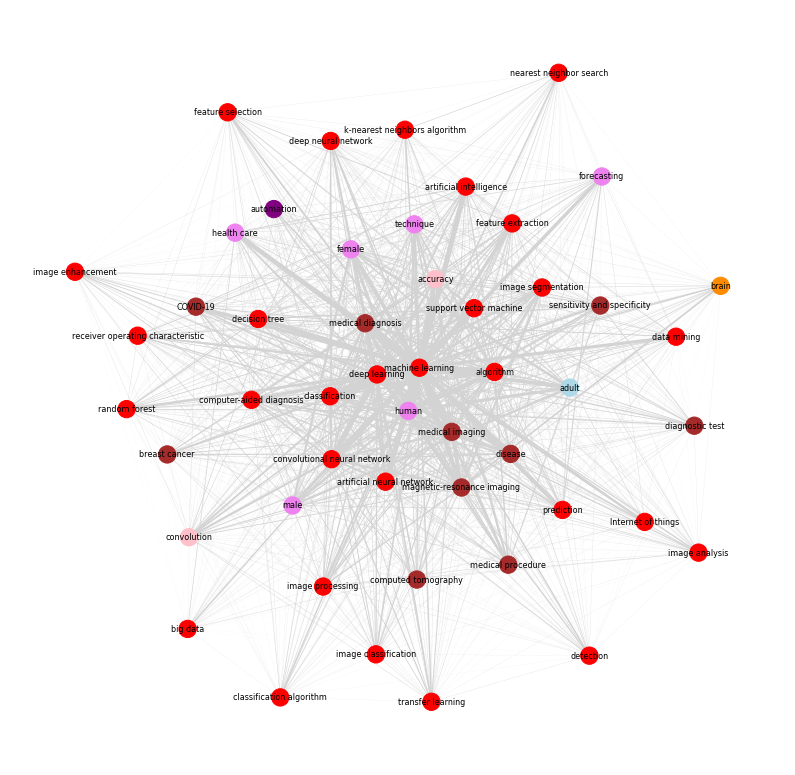 nearest neighbor search
feature selection
k-nearest neighbors algorithm
deep neural network
forecasting
artificial intelligence
automation
technique
feature extraction
health care
female
image enhancement
accuracy
brain
image segmentation
COVID-19
sensitivity and specificity
support vector machine
decision tree
medical diagnosis
receiver operating characteristic
data mining
machine learning
algorithm
deep learning
adult
classification
computer-aided diagnosis
random forest
human
diagnostic test
medical imaging
breast cancer
disease
convolutional neural network
artificial neural network
magnetic-resonance imaging
male
prediction
Internet of things
convolution
image analysis
medical procedure
computed tomography
image processing
big data
image classification
detection
classification algorithm
transfer learning